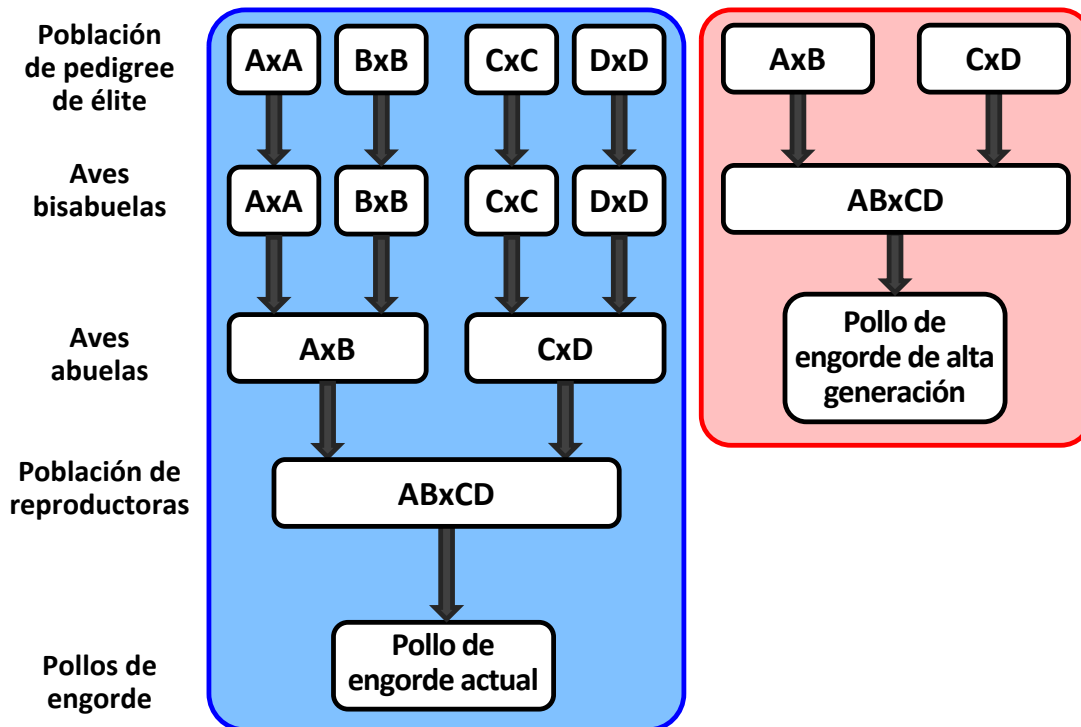 Población
de pedigree
de élite
AxA
BxB
CxC
DxD
AxB
CxD
Aves
bisabuelas
AxA
BxB
CxC
DxD
ABxCD
Aves
abuelas
AxB
CxD
Pollo de
engorde de alta
generación
Población de
reproductoras
ABxCD
Pollos de
engorde
Pollo de
engorde actual